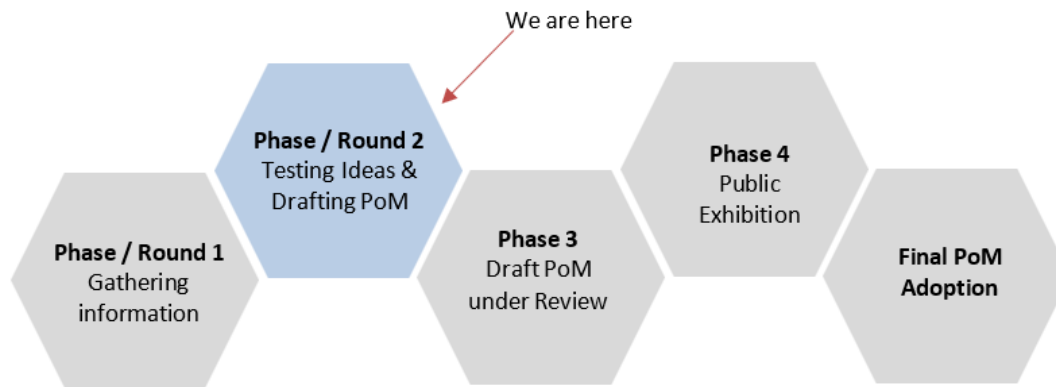 We are here
Phase / Round 1
Gathering
information
Phase / Round 2
Testing Ideas &
Drafting PoM
Phase 3
Draft PoM
under Review
Phase 4
Public
Exhibition
Final PoM
Adoption